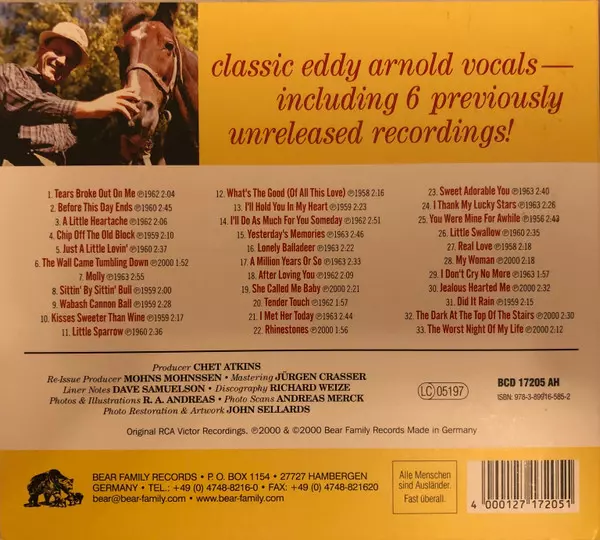 classic eddy arnold vocals—
including 6 previously
unreleased recordings!
1. Tears Broke Out On Me ℗1962 2:04
2. Before This Day Ends ℗1960 2:45
3. A Little Heartache ℗1962 2:06
4. Chip Off The Old Block ℗1959 2:10
5. Just A Little Lovin' ℗1960 2:37
6. The Wall Came Tumbling Down ℗2000 1:52
7. Molly ℗1963 2:55
8. Sittin' By Sittin' Bull ℗1959 2:00
9. Wabash Cannon Ball ℗1959 2:28
10. Kisses Sweeter Than Wine ℗1959 2:17
11. Little Sparrow ℗1960 2:36
12. What's The Good (Of All This Love) ℗1958 2:16
13. I'll Hold You In My Heart ℗1959 2:11
14. I'll Do As Much For You Someday ℗1962 2:51
15. Yesterday's Memories ℗1963 2:46
16. Lonely Balladeer ℗1963 2:22
17. A Million Years Or So ℗1963 2:33
18. After Loving You ℗1962 2:09
19. She Called Me Baby ℗2000 2:21
20. Tender Touch ℗1962 1:57
21. I Met Her Today ℗1963 2:44
22. Rhinestones ℗2000 1:56
23. Sweet Adorable You ℗1963 2:40
24. I Thank My Lucky Stars ℗1963 2:26
25. You Were Mine For Awhile ℗1956 2:43
26. Little Swallow ℗1960 2:35
27. Real Love ℗1958 2:18
28. My Woman ℗2000 2:18
29. I Don't Cry No More ℗1963 1:57
30. Jealous Hearted Me ℗2000 2:32
31. Did It Rain ℗1959 2:15
32. The Dark At The Top Of The Stairs ℗2000 2:30
33. The Worst Night Of My Life ℗2000 2:12
Producer CHET ATKINS
Re-Issue Producer MOHNS MOHNSSEN • Mastering JÜRGEN CRASSER
Liner Notes DAVE SAMUELSON • Discography RICHARD WEIZE
Photos & Illustrations R. A. ANDREAS • Photo Scans ANDREAS MERCK
Photo Restoration & Artwork JOHN SELLARDS
LC 05197
BCD 17205 AH
ISBN: 978-3-89916-585-2
Original RCA Victor Recordings. ℗2000 & ©2000 Bear Family Records Made in Germany
BEAR FAMILY RECORDS • P. O. BOX 1154 • 27727 HAMBERGEN
GERMANY • TEL.: +49 (0) 4748-8216-0 • FAX: +49 (0) 4748-821620
bear@bear-family.com • www.bear-family.com
Alle Menschen
sind Ausländer.
Fast überall.
4 000127 172051